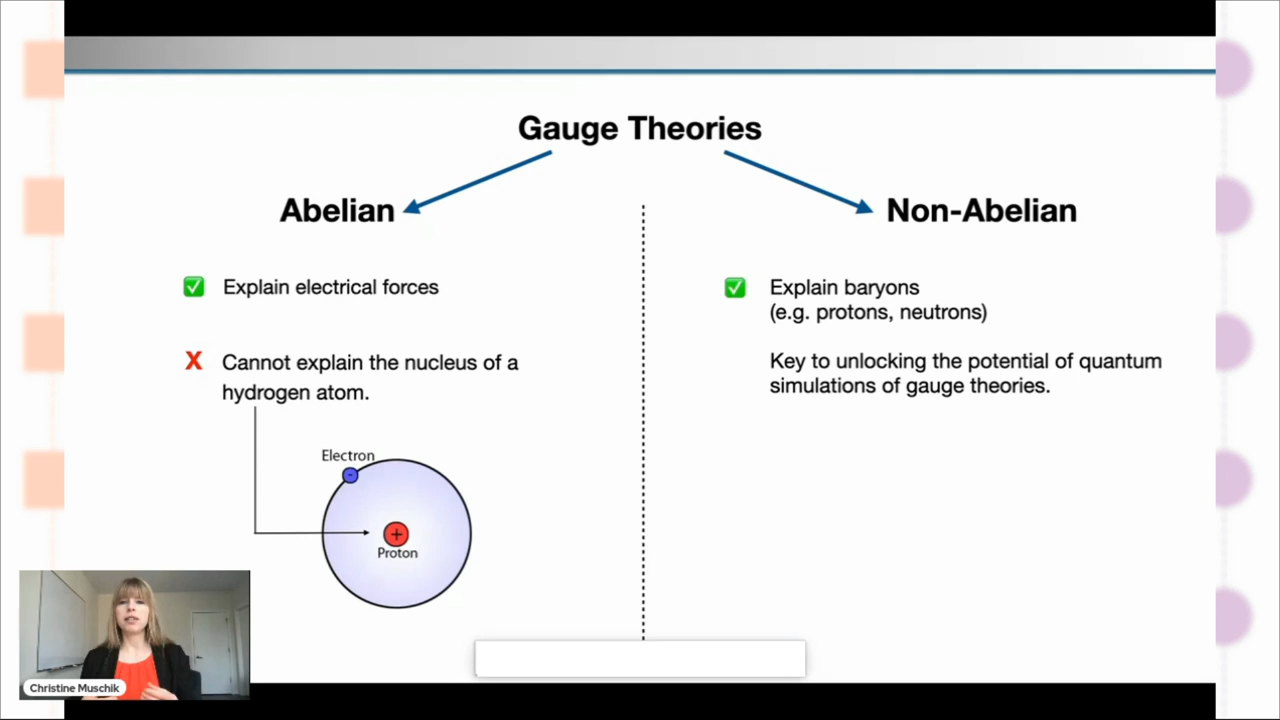 Gauge Theories
Abelian
Non-Abelian
Explain electrical forces
X Cannot explain the nucleus of a
hydrogen atom.
Electron
-
+
Proton
Explain baryons
(e.g. protons, neutrons)
Key to unlocking the potential of quantum
simulations of gauge theories.
Christine Muschik